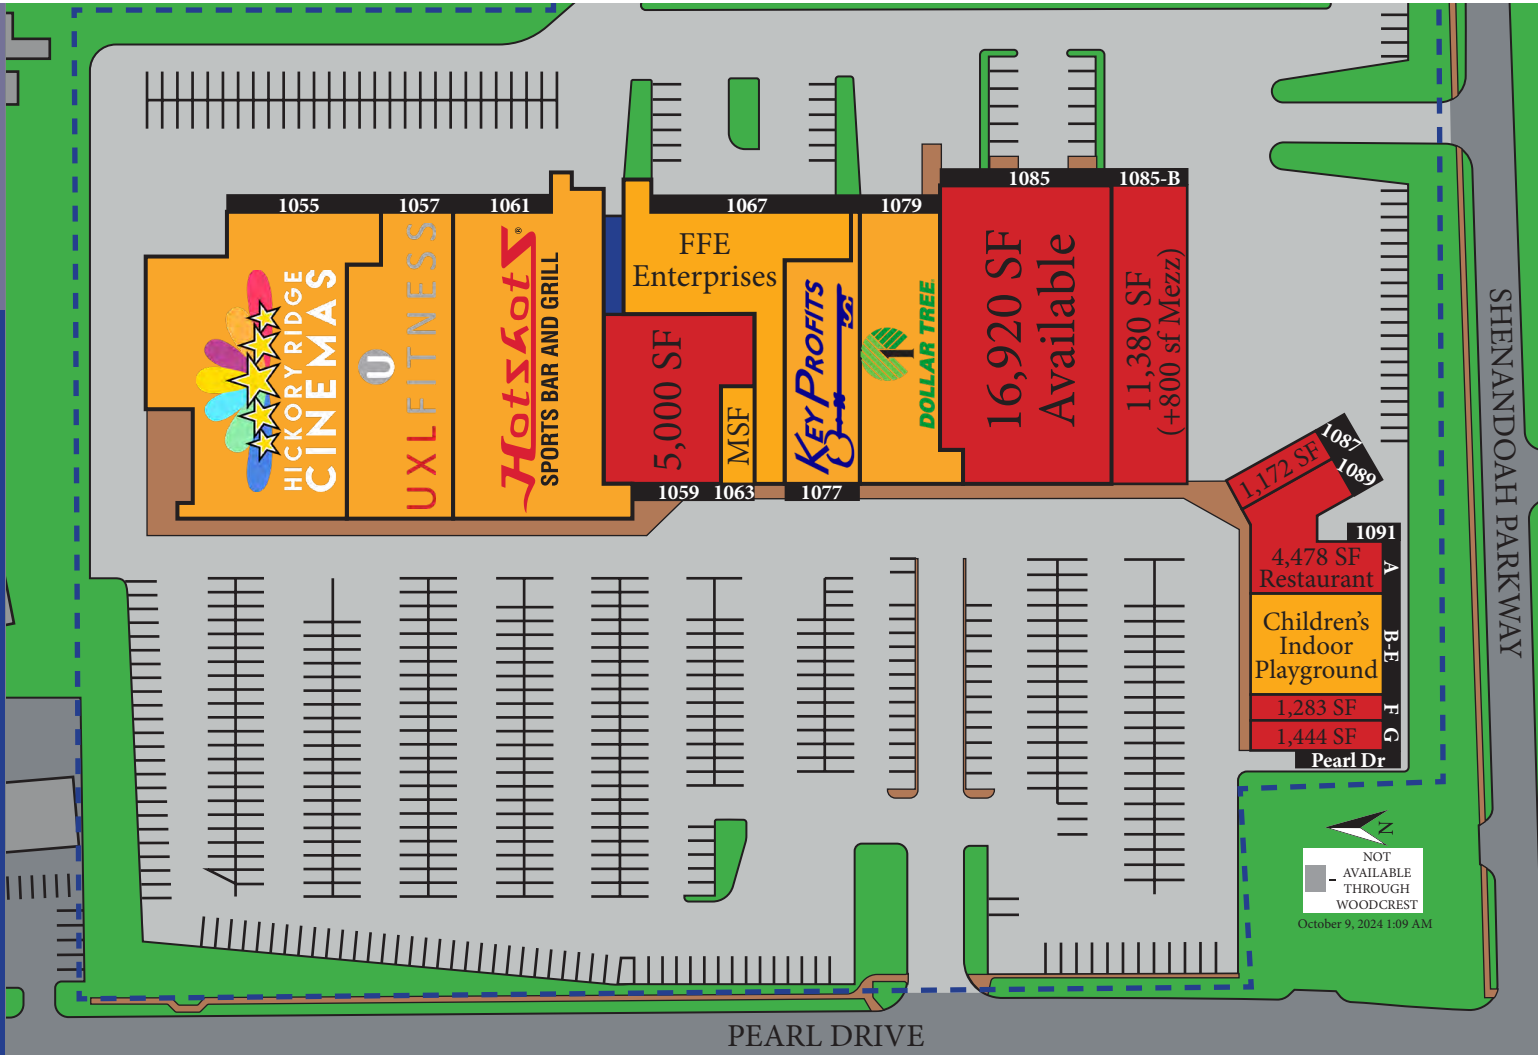 1085
1085-B
1055
1057
1061
1067
1079
HICKORY RIDGE
CINEMAS
U
UXLFITNESS
HotshotS®
SPORTS BAR AND GRILL
FFE
Enterprises
5,000 SF
MSF
KEY PROFITS
DOLLAR TREE
16,920 SF
Available
11,380 SF
(+800 sf Mezz)
1059
1063
1077
1087
1089
1,172 SF
1091
4,478 SF
Restaurant
A
Children's
Indoor
Playground
B-E
1,283 SF
F
1,444 SF
G
Pearl Dr
SHENANDOAH PARKWAY
N
NOT
- AVAILABLE
THROUGH
WOODCREST
October 9, 2024 1:09 AM
PEARL DRIVE